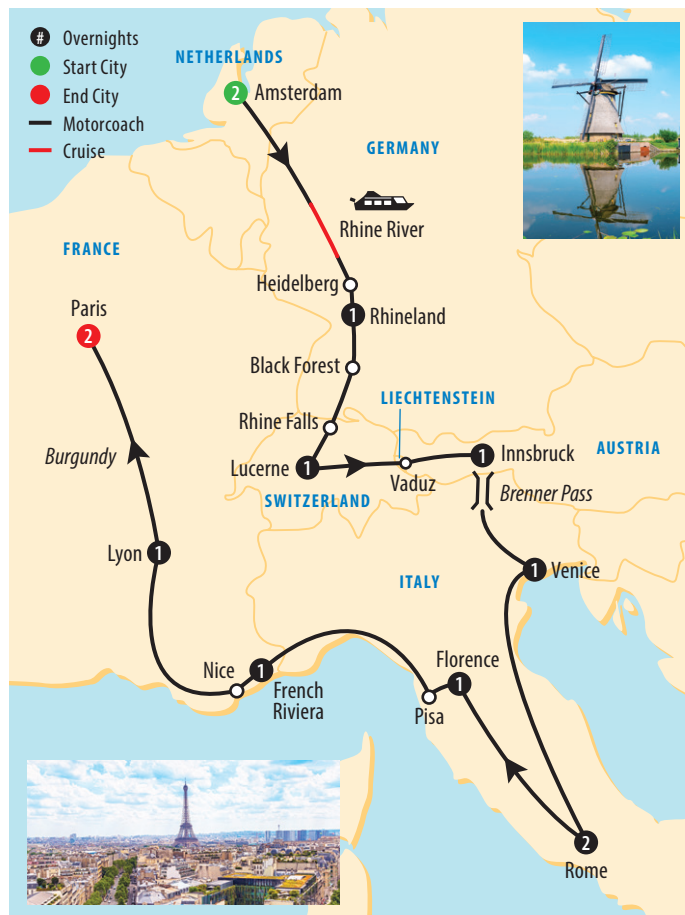 # Overnights
Start City
End City
Motorcoach
Cruise
NETHERLANDS
2 Amsterdam
GERMANY
Rhine River
FRANCE
Heidelberg
Paris
2
1 Rhineland
Black Forest
LIECHTENSTEIN
Rhine Falls
Burgundy
Lucerne 1
Vaduz
1 Innsbruck
AUSTRIA
SWITZERLAND
Brenner Pass
Lyon 1
1 Venice
ITALY
Nice
1
French
Riviera
Florence
1
Pisa
2
Rome